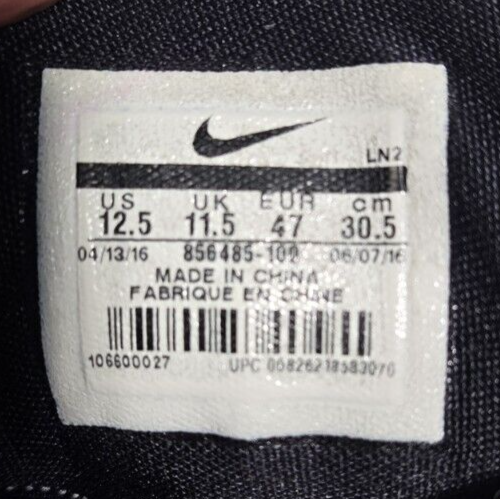 LN2
US UK EUR cm
12.5 11.5 47 30.5
04/13/16 856485-102 06/07/16
MADE IN CHINA
FABRIQUE EN CHINE
106600027 UPC